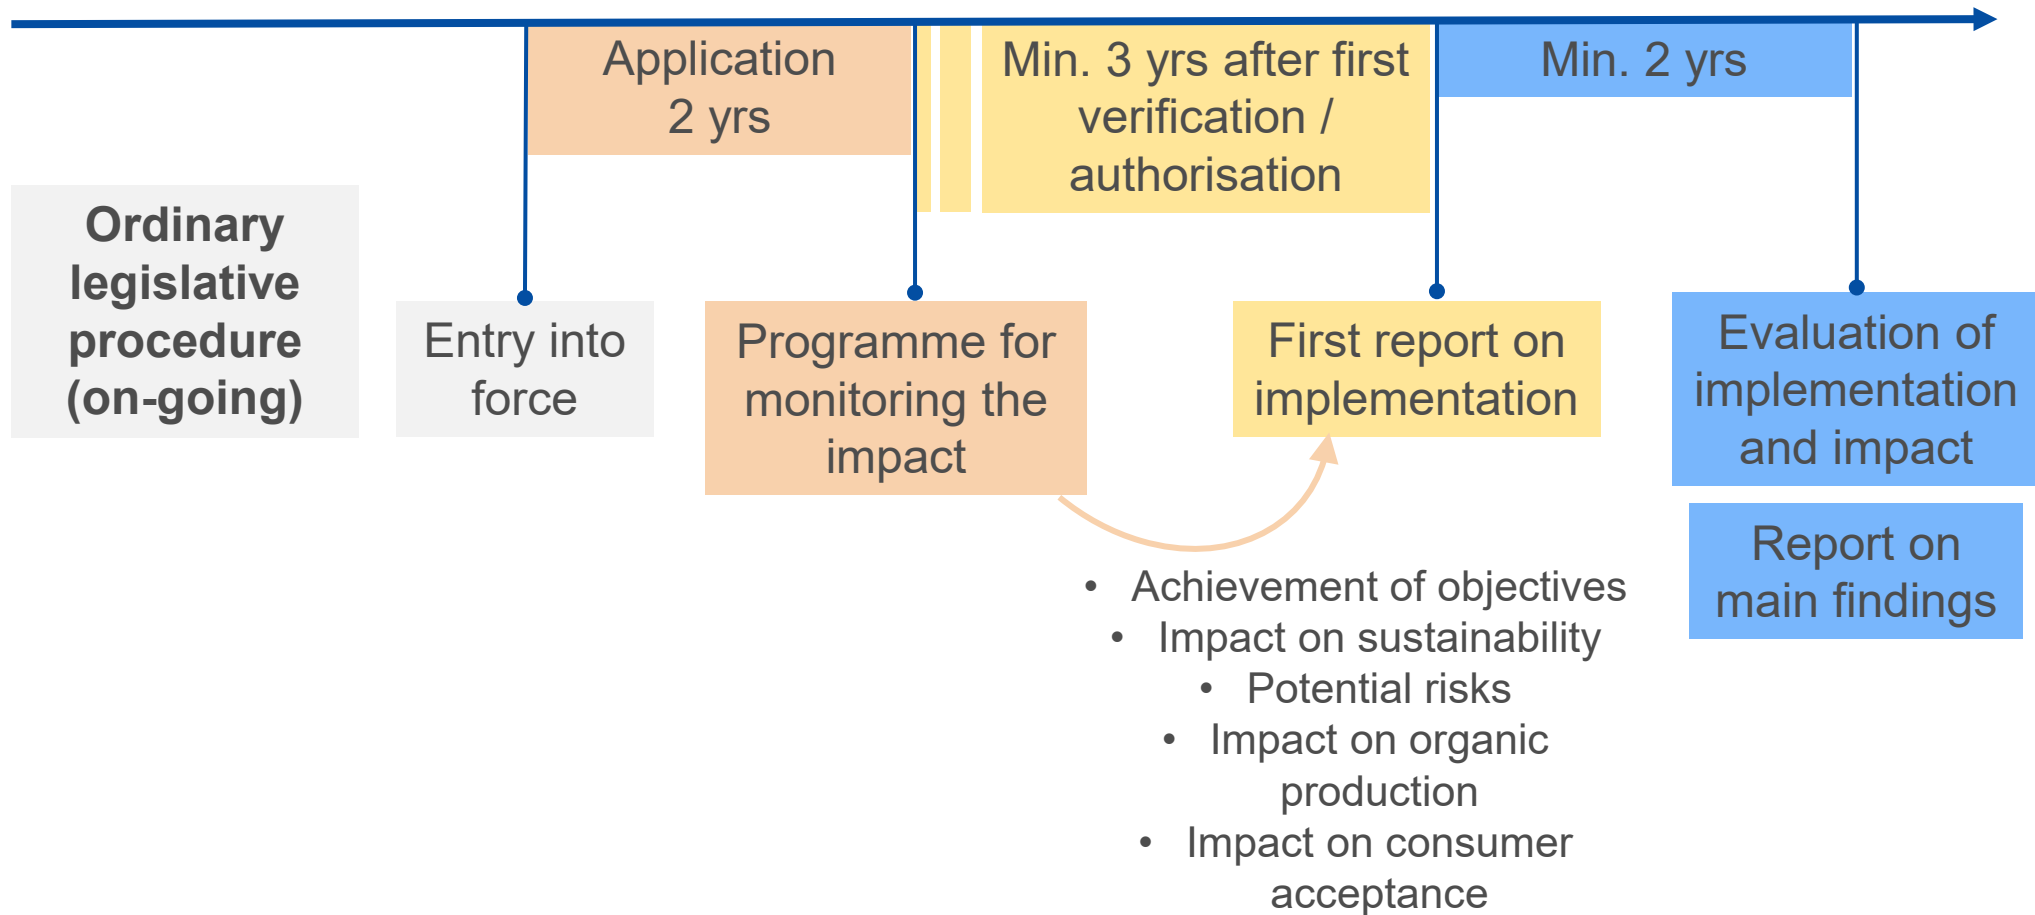 Application
2 yrs
Min. 3 yrs after first
verification /
authorisation
Min. 2 yrs
Ordinary
legislative
procedure
(on-going)
Entry into
force
Programme for
monitoring the
impact
First report on
implementation
Evaluation of
implementation
and impact
Report on
main findings
• Achievement of objectives
• Impact on sustainability
• Potential risks
• Impact on organic
production
• Impact on consumer
acceptance